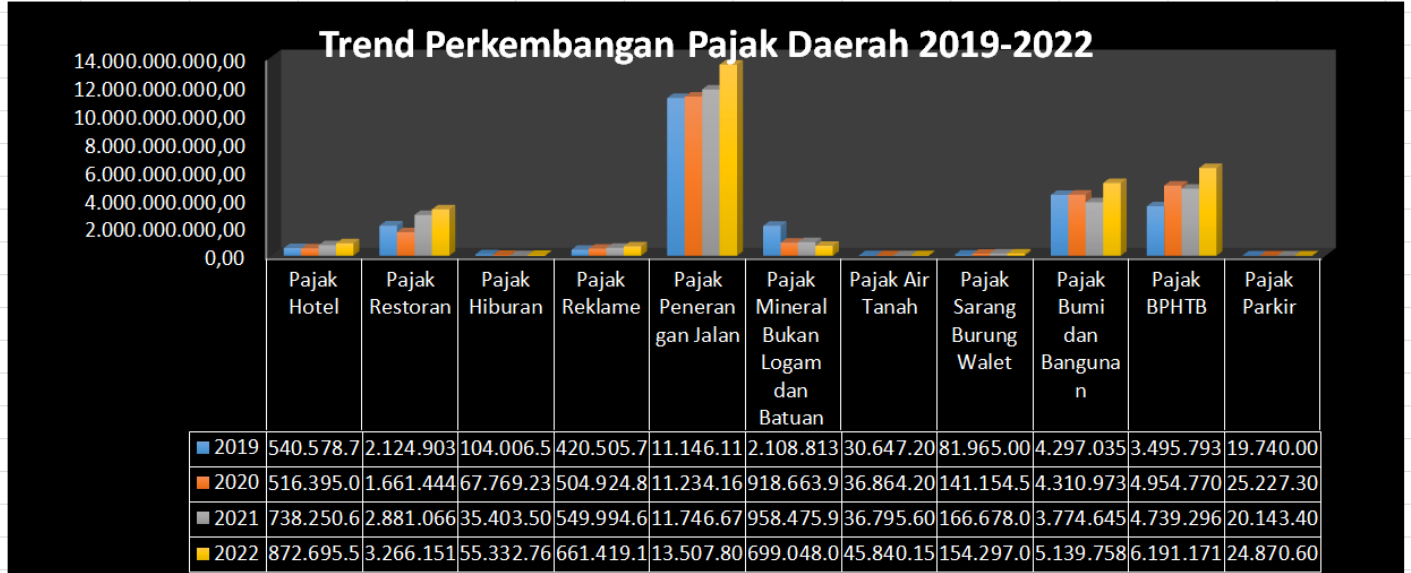 Trend Perkembangan Pajak Daerah 2019-2022
14.000.000.000,00
12.000.000.000,00
10.000.000.000,00
8.000.000.000,00
6.000.000.000,00
4.000.000.000,00
2.000.000.000,00
0,00
Pajak Hotel
Pajak Restoran
Pajak Hiburan
Pajak Reklame
Pajak Peneran
gan Jalan
Pajak Mineral Bukan Logam dan Batuan
Pajak Air Tanah
Pajak Sarang Burung Walet
Pajak Bumi dan Banguna
n
Pajak BPHTB
Pajak Parkir
2019 540.578.7 2.124.903 104.006.5 420.505.7 11.146.11 2.108.813 30.647.20 81.965.00 4.297.035 3.495.793 19.740.00
2020 516.395.0 1.661.444 67.769.23 504.924.8 11.234.16 918.663.9 36.864.20 141.154.5 4.310.973 4.954.770 25.227.30
2021 738.250.6 2.881.066 35.403.50 549.994.6 11.746.67 958.475.9 36.795.60 166.678.0 3.774.645 4.739.296 20.143.40
2022 872.695.5 3.266.151 55.332.76 661.419.1 13.507.80 699.048.0 45.840.15 154.297.0 5.139.758 6.191.171 24.870.60